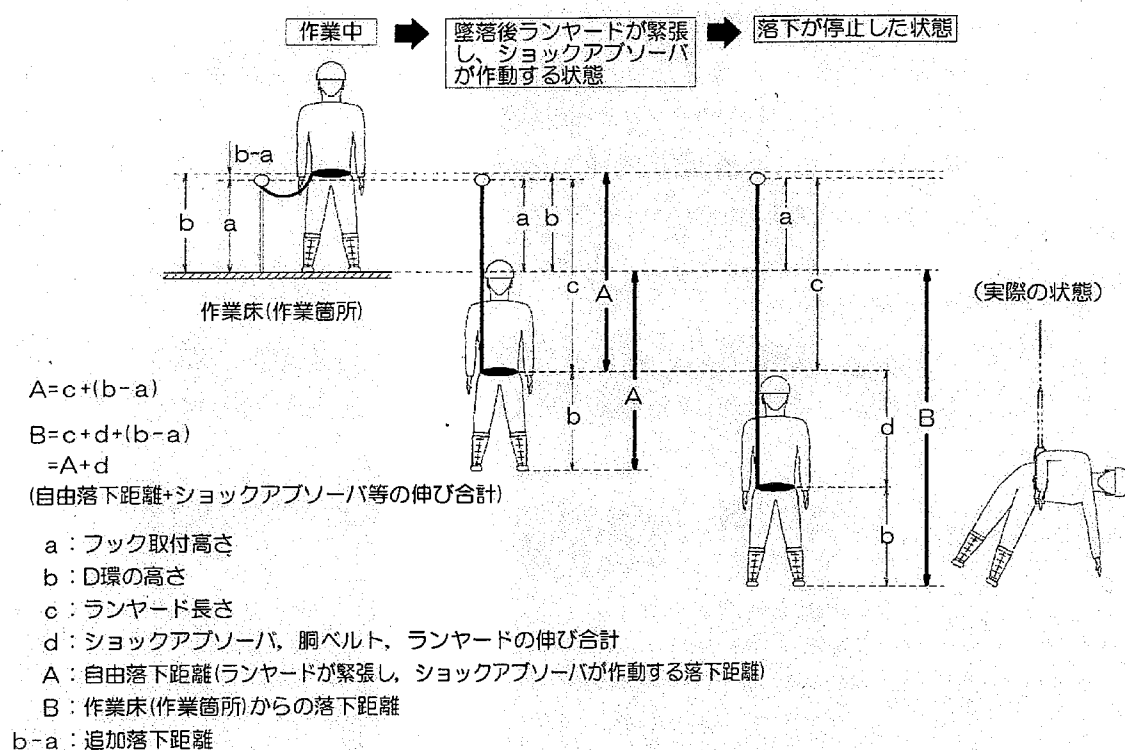 作業中
墜落後ランヤードが緊張
し、ショックアブソーバ
が作動する状態
落下が停止した状態
b-a
b
a
a
b
c
A
A
b
a
c
d
B
b
作業床(作業箇所)
(実際の状態)
A=c+(b-a)
B=c+d+(b-a)
=A+d
(自由落下距離+ショックアブソーバ等の伸び合計)
a：フック取付高さ
b：D環の高さ
c：ランヤード長さ
d：ショックアブソーバ，胴ベルト，ランヤードの伸び合計
A：自由落下距離(ランヤードが緊張し，ショックアブソーバが作動する落下距離)
B：作業床(作業箇所)からの落下距離
b-a：追加落下距離